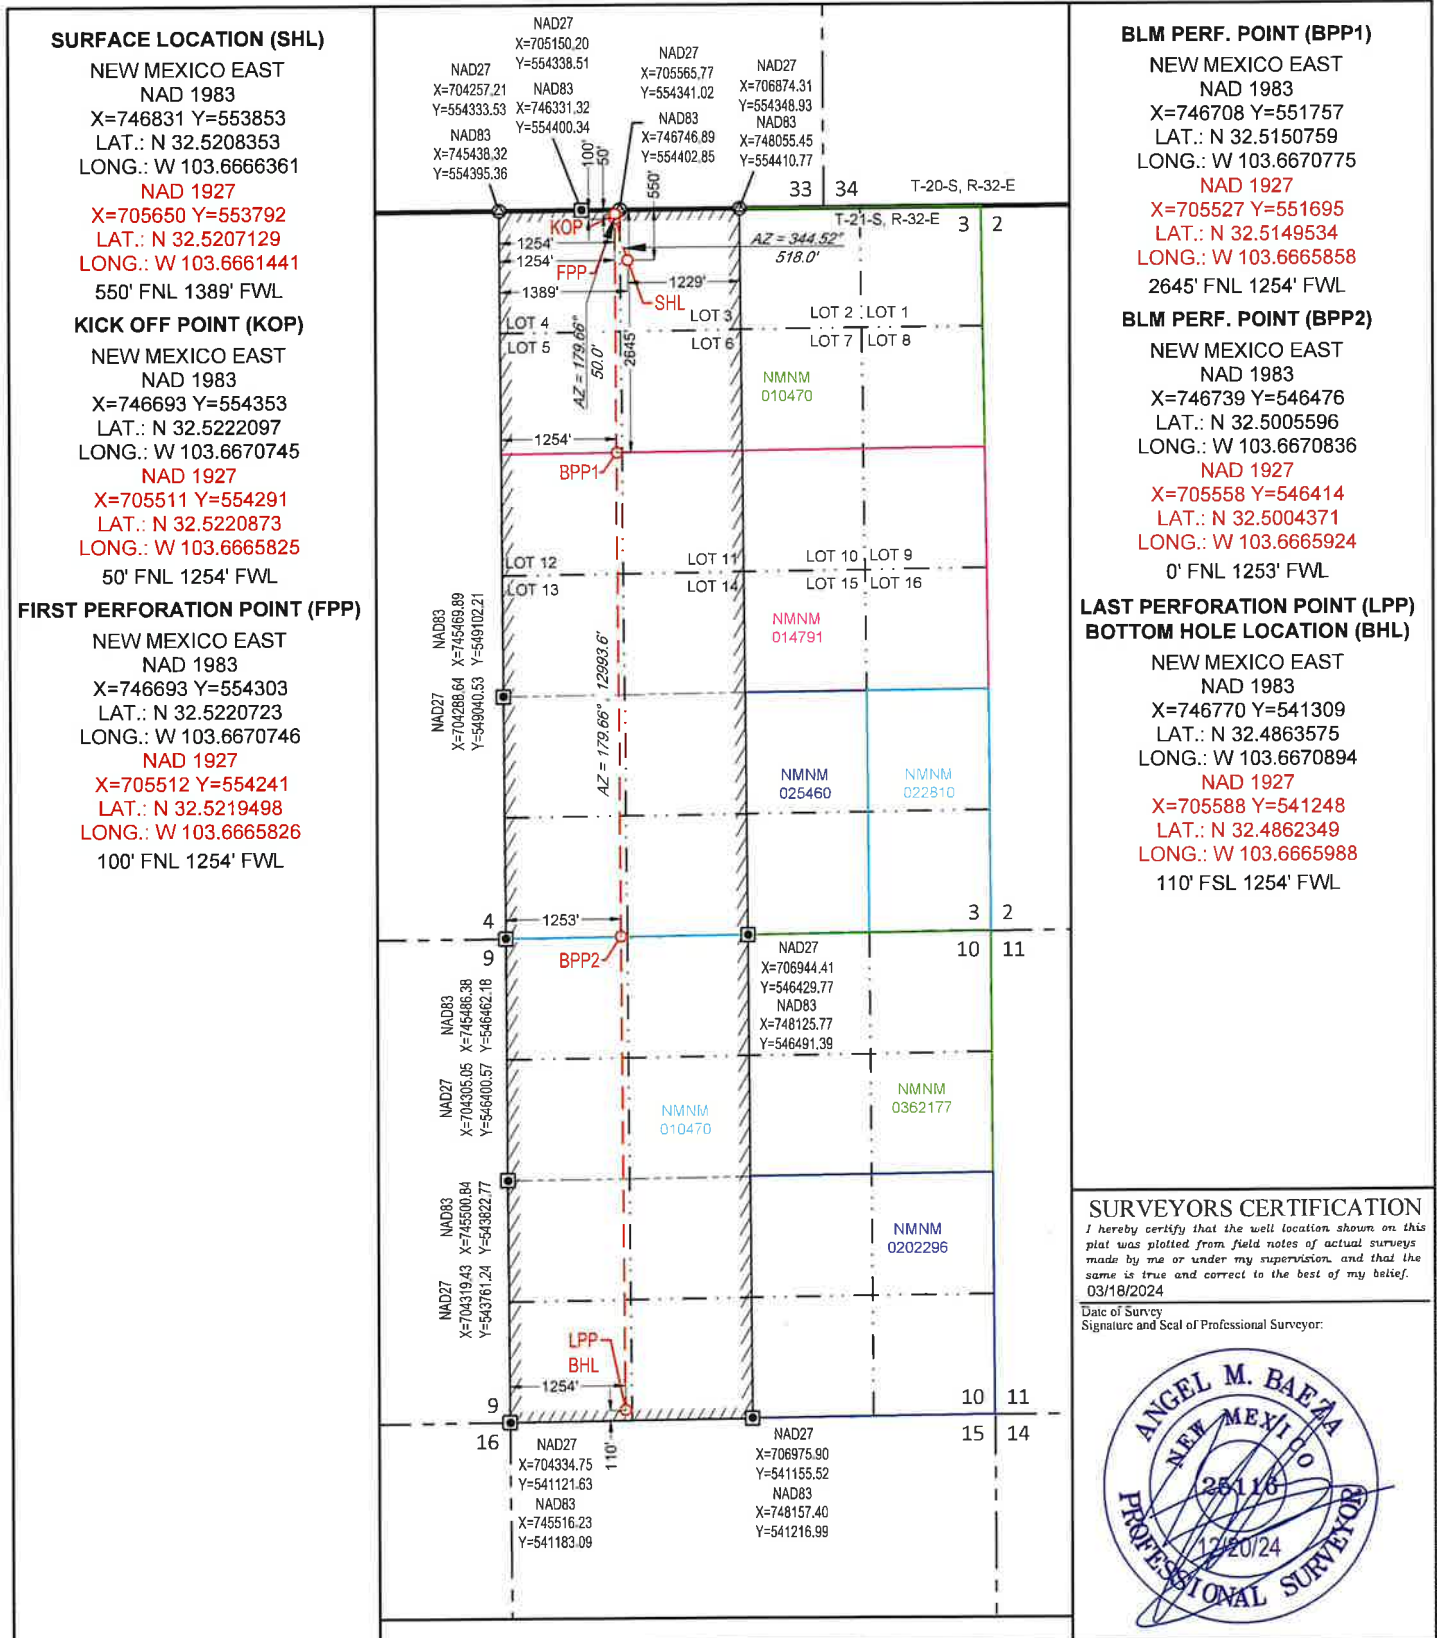 SURFACE LOCATION (SHL)
NEW MEXICO EAST
NAD 1983
X=746831 Y=553853
LAT.: N 32.5208353
LONG.: W 103.6666361
NAD 1927
X=705650 Y=553792
LAT.: N 32.5207129
LONG.: W 103.6661441
550' FNL 1389' FWL
KICK OFF POINT (KOP)
NEW MEXICO EAST
NAD 1983
X=746693 Y=554353
LAT.: N 32.5222097
LONG.: W 103.6670745
NAD 1927
X=705511 Y=554291
LAT.: N 32.5220873
LONG.: W 103.6665825
50' FNL 1254' FWL
FIRST PERFORATION POINT (FPP)
NEW MEXICO EAST
NAD 1983
X=746693 Y=554303
LAT.: N 32.5220723
LONG.: W 103.6670746
NAD 1927
X=705512 Y=554241
LAT.: N 32.5219498
LONG.: W 103.6665826
100' FNL 1254' FWL
NAD27
X=704257.21
Y=554333.53
NAD83
X=745438.32
Y=554395.36
NAD27
X=705150.20
Y=554338.51
NAD83
X=746331.32
Y=554400.34
NAD27
X=705565.77
Y=554341.02
NAD83
X=746746.89
Y=554402.85
NAD27
X=706874.31
Y=554348.93
NAD83
X=748055.45
Y=554410.77
100'
50'
550'
33 34
T-20-S, R-32-E
T-21-S, R-32-E
3 2
KOP
1254'
1254'
FPP
1389'
AZ = 344.52°
518.0'
1229'
SHL
LOT 4
LOT 3
LOT 2
LOT 1
LOT 5
LOT 6
LOT 7
LOT 8
AZ = 179.66°
50.0'
2645'
NMNM
010470
1254'
BPP1
LOT 12
LOT 11
LOT 10
LOT 9
LOT 13
LOT 14
LOT 15
LOT 16
NMNM
014791
NAD83
X=745469.89
Y=549102.21
NAD27
X=704288.64
Y=549040.53
AZ = 179.66° 12993.6'
NMNM
025460
NMNM
022810
4
9
1253'
BPP2
3 2
10 11
NAD27
X=706944.41
Y=546429.77
NAD83
X=748125.77
Y=546491.39
NAD83
X=745486.38
Y=546462.18
NAD27
X=704305.05
Y=546400.57
NMNM
010470
NMNM
0362177
NAD83
X=745500.84
Y=543822.77
NAD27
X=704319.43
Y=543761.24
NMNM
0202296
LPP
BHL
1254'
110'
9
16
10 11
15 14
NAD27
X=704334.75
Y=541121.63
NAD83
X=745516.23
Y=541183.09
NAD27
X=706975.90
Y=541155.52
NAD83
X=748157.40
Y=541216.99
BLM PERF. POINT (BPP1)
NEW MEXICO EAST
NAD 1983
X=746708 Y=551757
LAT.: N 32.5150759
LONG.: W 103.6670775
NAD 1927
X=705527 Y=551695
LAT.: N 32.5149534
LONG.: W 103.6665858
2645' FNL 1254' FWL
BLM PERF. POINT (BPP2)
NEW MEXICO EAST
NAD 1983
X=746739 Y=546476
LAT.: N 32.5005596
LONG.: W 103.6670836
NAD 1927
X=705558 Y=546414
LAT.: N 32.5004371
LONG.: W 103.6665924
0' FNL 1253' FWL
LAST PERFORATION POINT (LPP)
BOTTOM HOLE LOCATION (BHL)
NEW MEXICO EAST
NAD 1983
X=746770 Y=541309
LAT.: N 32.4863575
LONG.: W 103.6670894
NAD 1927
X=705588 Y=541248
LAT.: N 32.4862349
LONG.: W 103.6665988
110' FSL 1254' FWL
SURVEYORS CERTIFICATION
I hereby certify that the well location shown on this
plat was plotted from field notes of actual surveys
made by me or under my supervision, and that the
same is true and correct to the best of my belief.
03/18/2024
Date of Survey
Signature and Seal of Professional Surveyor:
ANGEL M. BAEZA
NEW MEXICO
25116
12/20/24
PROFESSIONAL SURVEYOR